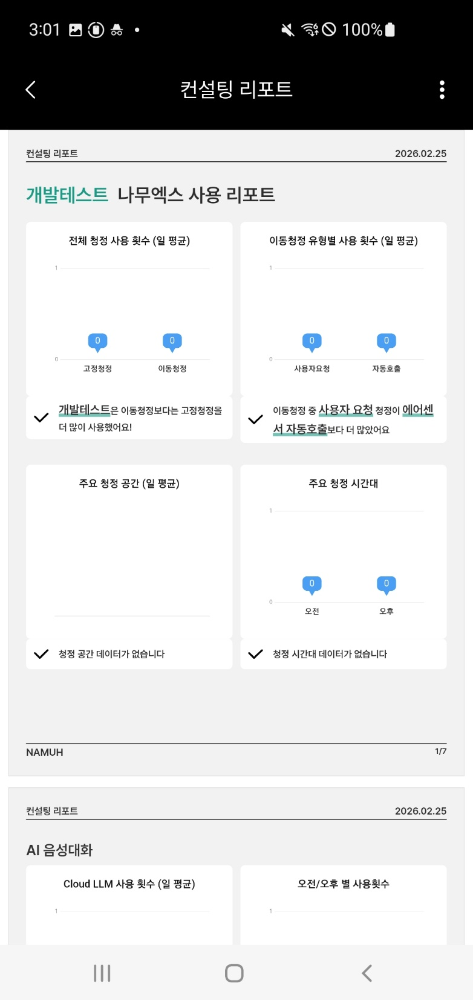 3:01
100%
컨설팅 리포트
컨설팅 리포트
2026.02.25
개발테스트 나무엑스 사용 리포트
전체 청정 사용 횟수 (일 평균)
1
0
0
0
고정청정
이동청정
개발테스트은 이동청정보다는 고정청정을
더 많이 사용했어요!
이동청정 유형별 사용 횟수 (일 평균)
1
0
0
0
사용자요청
자동호출
이동청정 중 사용자 요청 청정이 에어센
서 자동호출보다 더 많았어요
주요 청정 공간 (일 평균)
청정 공간 데이터가 없습니다
주요 청정 시간대
1
0
0
0
오전
오후
청정 시간대 데이터가 없습니다
NAMUH
1/7
컨설팅 리포트
2026.02.25
AI 음성대화
Cloud LLM 사용 횟수 (일 평균)
1
오전/오후 별 사용횟수
1